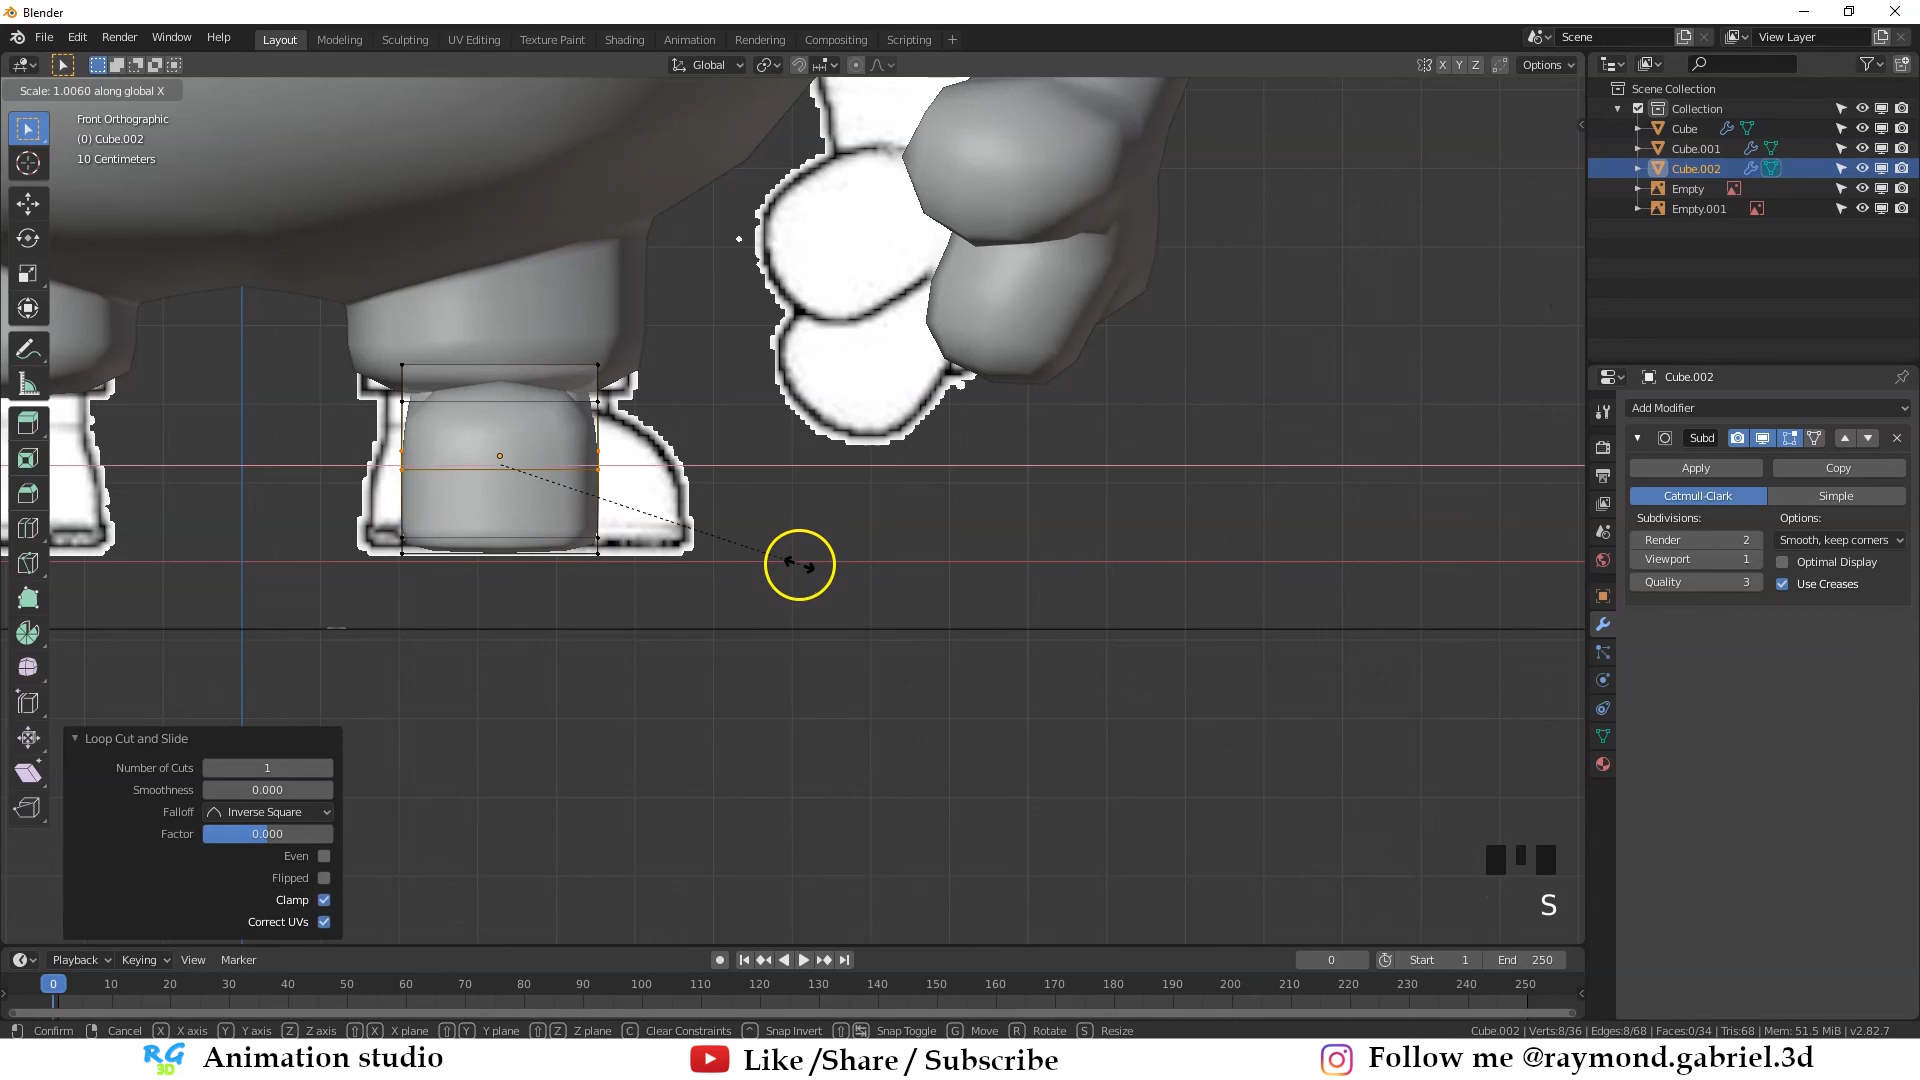 Blender
File Edit Render Window Help
Layout Modeling Sculpting UV Editing Texture Paint Shading Animation Rendering Compositing Scripting +
Scene
View Layer
Global
X Y Z
Options
Scale: 1.0060 along global X
Front Orthographic
(0) Cube.002
10 Centimeters
Scene Collection
Collection
Cube
Cube.001
Cube.002
Empty
Empty.001
Cube.002
Add Modifier
Subd
Apply
Copy
Catmull-Clark
Simple
Subdivisions:
Options:
Render 2
Smooth, keep corners
Viewport 1
Optimal Display
Quality 3
Use Creases
Loop Cut and Slide
Number of Cuts 1
Smoothness 0.000
Falloff Inverse Square
Factor 0.000
Even
Flipped
Clamp
Correct UVs
S
Playback Keying View Marker
0
Start 1
End 250
0 10 20 30 40 50 60 70 80 90 100 110 120 130 140 150 160 170 180 190 200 210 220 230 240 250
Confirm Cancel X X axis Y Y axis Z Z axis X X plane Y Y plane Z Z plane C Clear Constraints ^ Snap Invert Snap Toggle G Move R Rotate S Resize
Cube.002 | Verts:8/36 | Edges:8/68 | Faces:0/34 | Tris:68 | Mem: 51.5 MiB | v2.82.7
RG
3D
Animation studio
Like /Share / Subscribe
Follow me @raymond.gabriel.3d